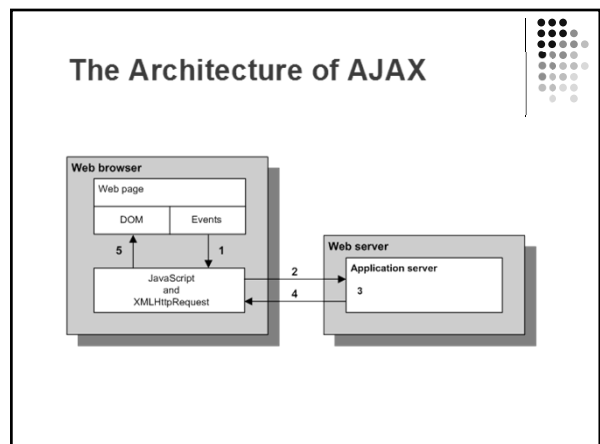 The Architecture of AJAX
Web browser
Web page
DOM
Events
5
1
JavaScript
and
XMLHttpRequest
2
4
Web server
Application server
3